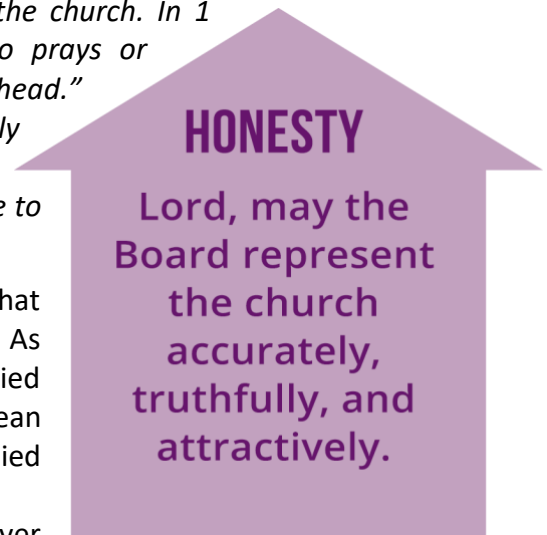 the church. In 1
o prays or
head.”
ly
e to
hat
As
ied
ean
ied
ver
HONESTY
Lord, may the
Board represent
the church
accurately,
truthfully, and
attractively.